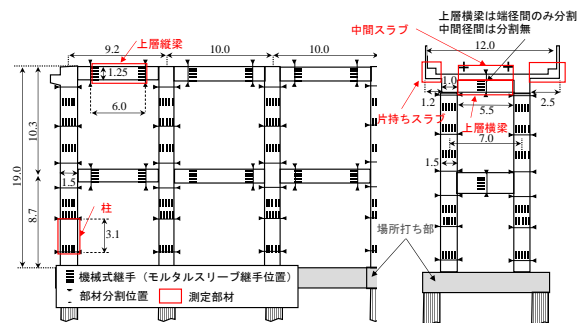 上層縦梁
9.2
10.0
10.0
1.25
6.0
10.3
19.0
1.5
8.7
柱
3.1
機械式継手（モルタルスリーブ継手位置）
部材分割位置
測定部材
上層横梁は端径間のみ分割
中間径間は分割無
中間スラブ
12.0
1.0
1.2
5.5
2.5
片持ちスラブ
上層横梁
7.0
1.5
場所打ち部